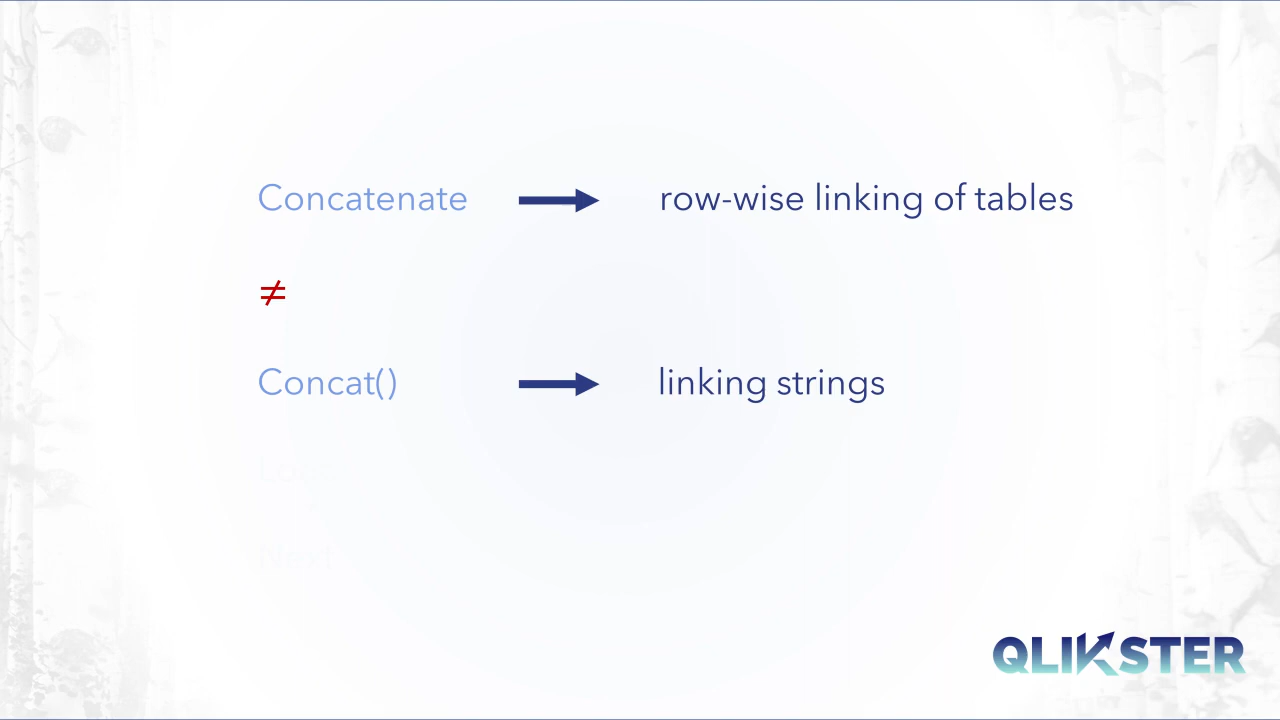 Concatenate → row-wise linking of tables
≠
Concat() → linking strings
QLIKSTER